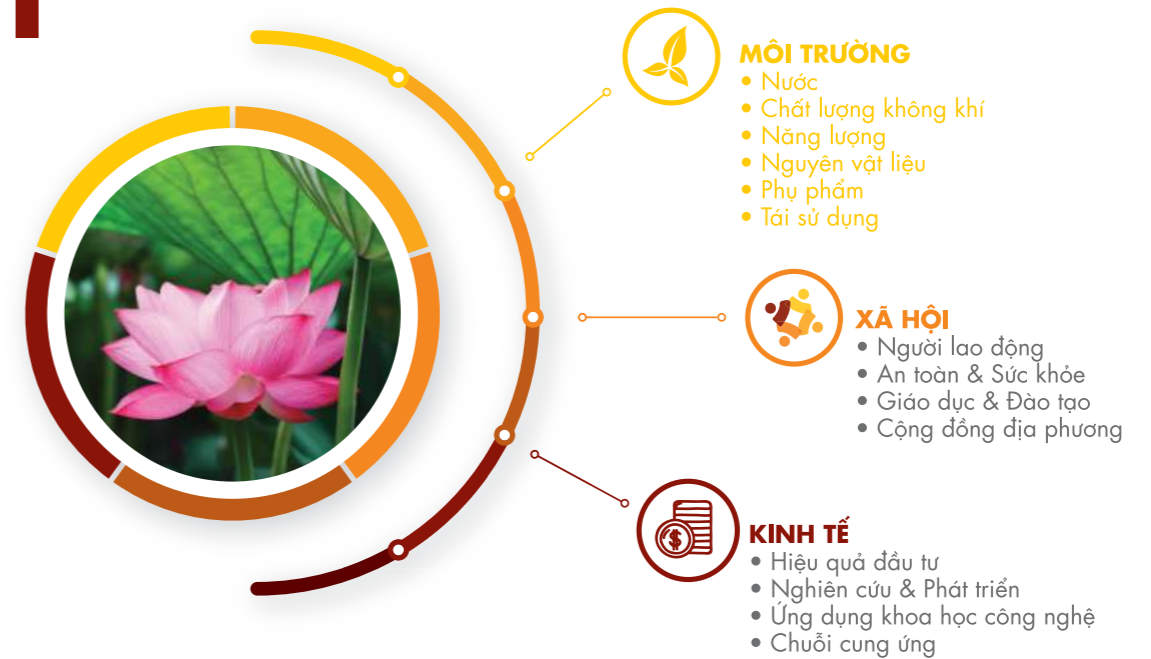 MÔI TRƯỜNG
• Nước
• Chất lượng không khí
• Năng lượng
• Nguyên vật liệu
• Phụ phẩm
• Tái sử dụng
XÃ HỘI
• Người lao động
• An toàn & Sức khỏe
• Giáo dục & Đào tạo
• Cộng đồng địa phương
KINH TẾ
• Hiệu quả đầu tư
• Nghiên cứu & Phát triển
• Ứng dụng khoa học công nghệ
• Chuỗi cung ứng